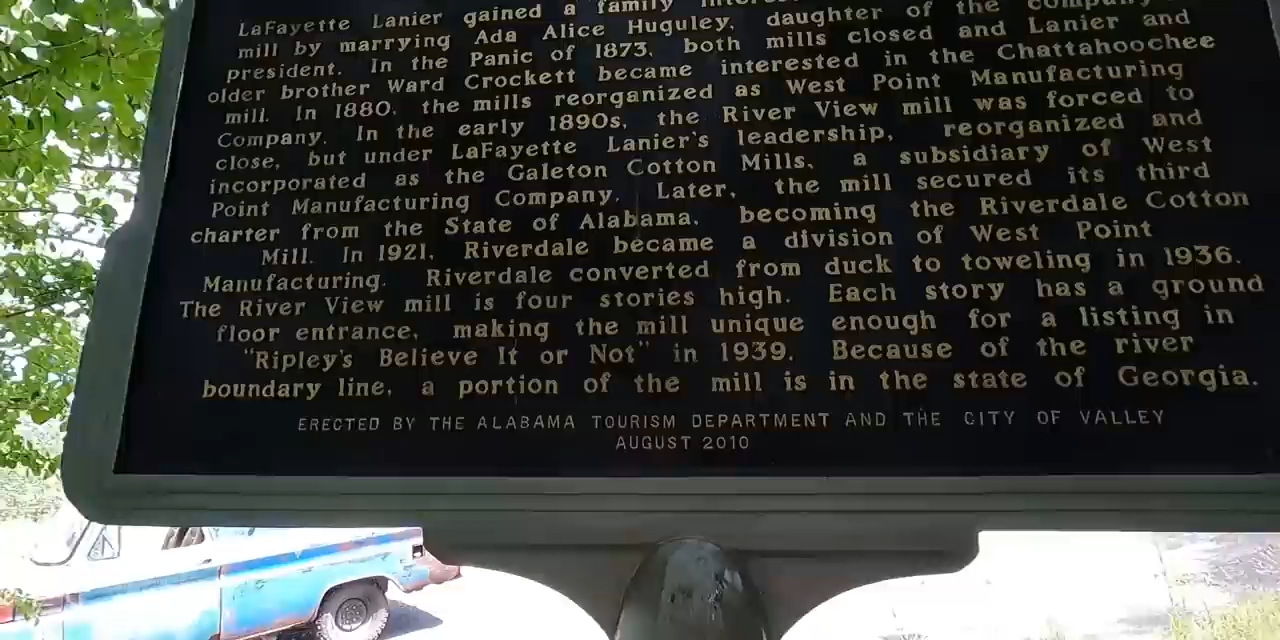 LaFayette Lanier gained a family
mill by marrying Ada Alice Huguley, daughter of the company
president. In the Panic of 1873, both mills closed and Lanier and
older brother Ward Crockett became interested in the Chattahoochee
mill. In 1880, the mills reorganized as West Point Manufacturing
Company. In the early 1890s, the River View mill was forced to
close, but under LaFayette Lanier's leadership, reorganized and
incorporated as the Galeton Cotton Mills, a subsidiary of West
Point Manufacturing Company. Later, the mill secured its third
charter from the State of Alabama, becoming the Riverdale Cotton
Mill. In 1921, Riverdale became a division of West Point
Manufacturing. Riverdale converted from duck to toweling in 1936.
The River View mill is four stories high. Each story has a ground
floor entrance, making the mill unique enough for a listing in
"Ripley's Believe It or Not" in 1939. Because of the river
boundary line, a portion of the mill is in the state of Georgia.
ERECTED BY THE ALABAMA TOURISM DEPARTMENT AND THE CITY OF VALLEY
AUGUST 2010